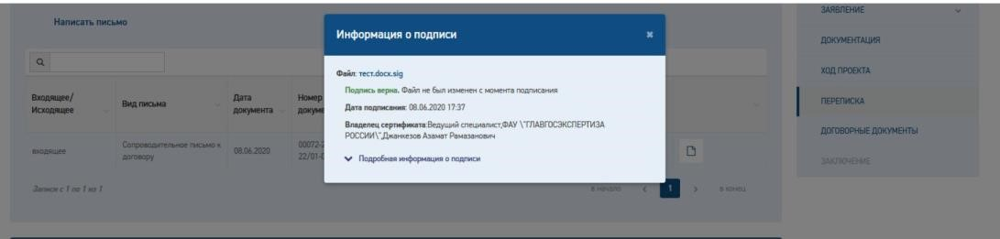 Написать письмо
Входящее/
Исходящее
Вид письма
Дата
документа
Номер
докуме
входящее
Сопроводительное письмо к
договору
08.06.2020
00072-2
22/01-0
Записи с 1 по 1 из 1
в начало
1
в конец
Информация о подписи
Файл: тест.docx.sig
Подпись верна. Файл не был изменен с момента подписания
Дата подписания: 08.06.2020 17:37
Владелец сертификата:Ведущий специалист,ФАУ \"ГЛАВГОСЭКСПЕРТИЗА
РОССИИ\",Джанкезов Азамат Рамазанович
Подробная информация о подписи
ЗАЯВЛЕНИЕ
ДОКУМЕНТАЦИЯ
ХОД ПРОЕКТА
ПЕРЕПИСКА
ДОГОВОРНЫЕ ДОКУМЕНТЫ
ЗАКЛЮЧЕНИЕ